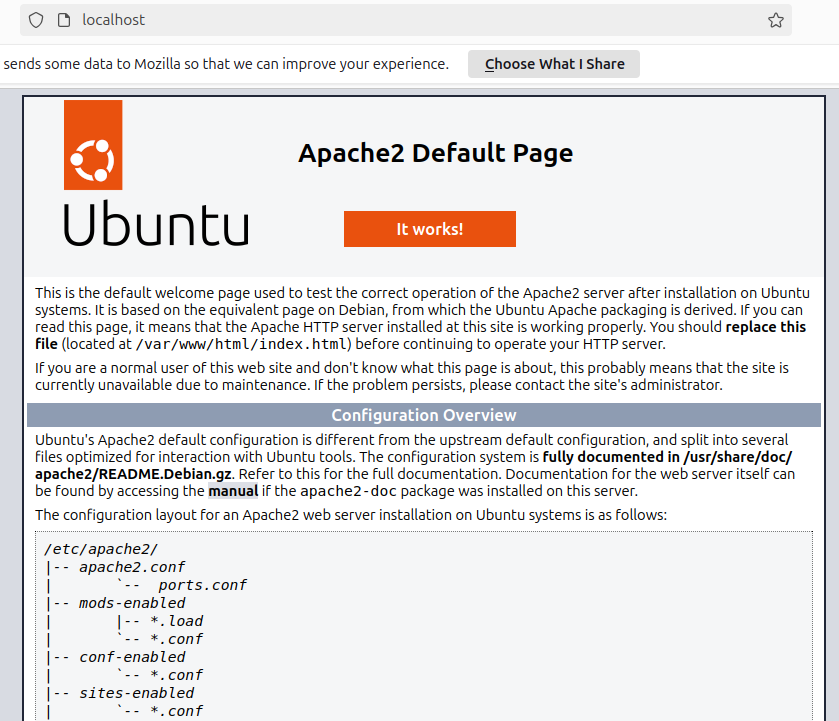 localhost
sends some data to Mozilla so that we can improve your experience. Choose What I Share
Apache2 Default Page
Ubuntu
It works!
This is the default welcome page used to test the correct operation of the Apache2 server after installation on Ubuntu
systems. It is based on the equivalent page on Debian, from which the Ubuntu Apache packaging is derived. If you can
read this page, it means that the Apache HTTP server installed at this site is working properly. You should replace this
file (located at /var/www/html/index.html) before continuing to operate your HTTP server.
If you are a normal user of this web site and don't know what this page is about, this probably means that the site is
currently unavailable due to maintenance. If the problem persists, please contact the site's administrator.
Configuration Overview
Ubuntu's Apache2 default configuration is different from the upstream default configuration, and split into several
files optimized for interaction with Ubuntu tools. The configuration system is fully documented in /usr/share/doc/
apache2/README.Debian.gz. Refer to this for the full documentation. Documentation for the web server itself can
be found by accessing the manual if the apache2-doc package was installed on this server.
The configuration layout for an Apache2 web server installation on Ubuntu systems is as follows:
/etc/apache2/
|-- apache2.conf
|       `--  ports.conf
|-- mods-enabled
|       |-- *.load
|       `-- *.conf
|-- conf-enabled
|       `-- *.conf
|-- sites-enabled
|       `-- *.conf